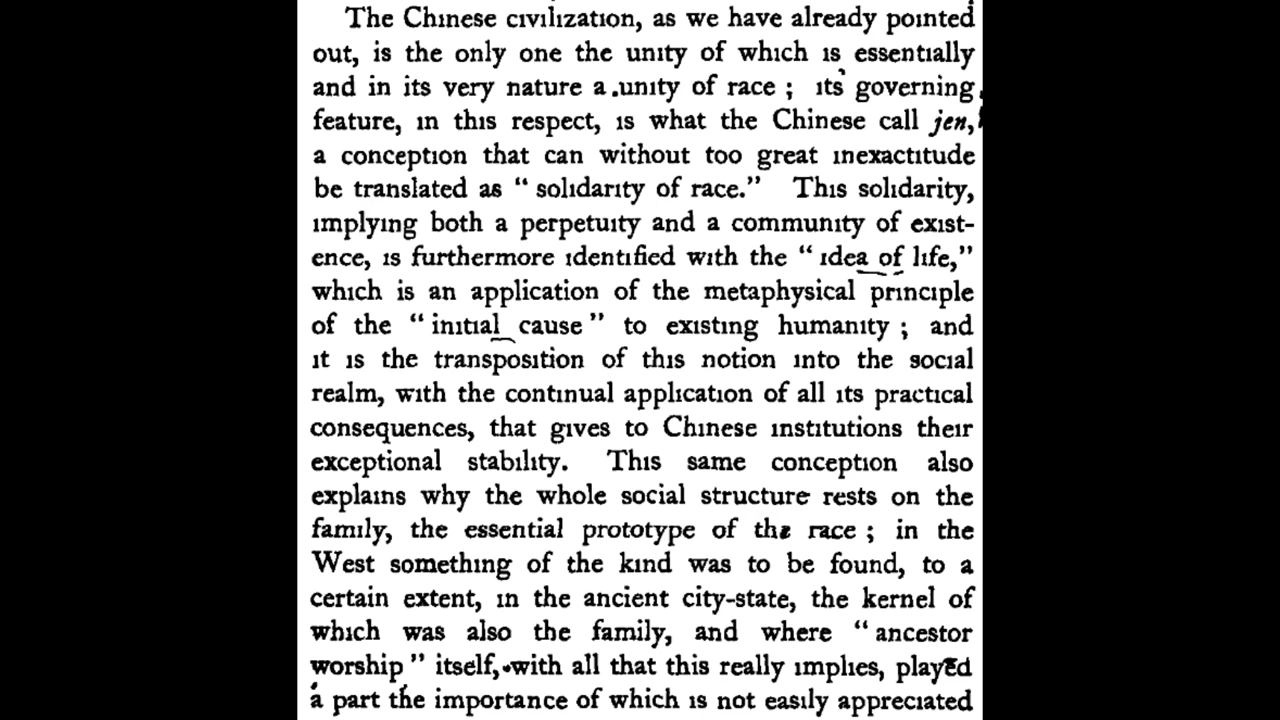 The Chinese civilization, as we have already pointed
out, is the only one the unity of which is essentially
and in its very nature a unity of race ; its governing
feature, in this respect, is what the Chinese call jen,
a conception that can without too great inexactitude
be translated as “ solidarity of race.” This solidarity,
implying both a perpetuity and a community of exist-
ence, is furthermore identified with the “ idea of life,”
which is an application of the metaphysical principle
of the “ initial cause ” to existing humanity ; and
it is the transposition of this notion into the social
realm, with the continual application of all its practical
consequences, that gives to Chinese institutions their
exceptional stability. This same conception also
explains why the whole social structure rests on the
family, the essential prototype of the race ; in the
West something of the kind was to be found, to a
certain extent, in the ancient city-state, the kernel of
which was also the family, and where “ ancestor
worship ” itself, with all that this really implies, played
a part the importance of which is not easily appreciated